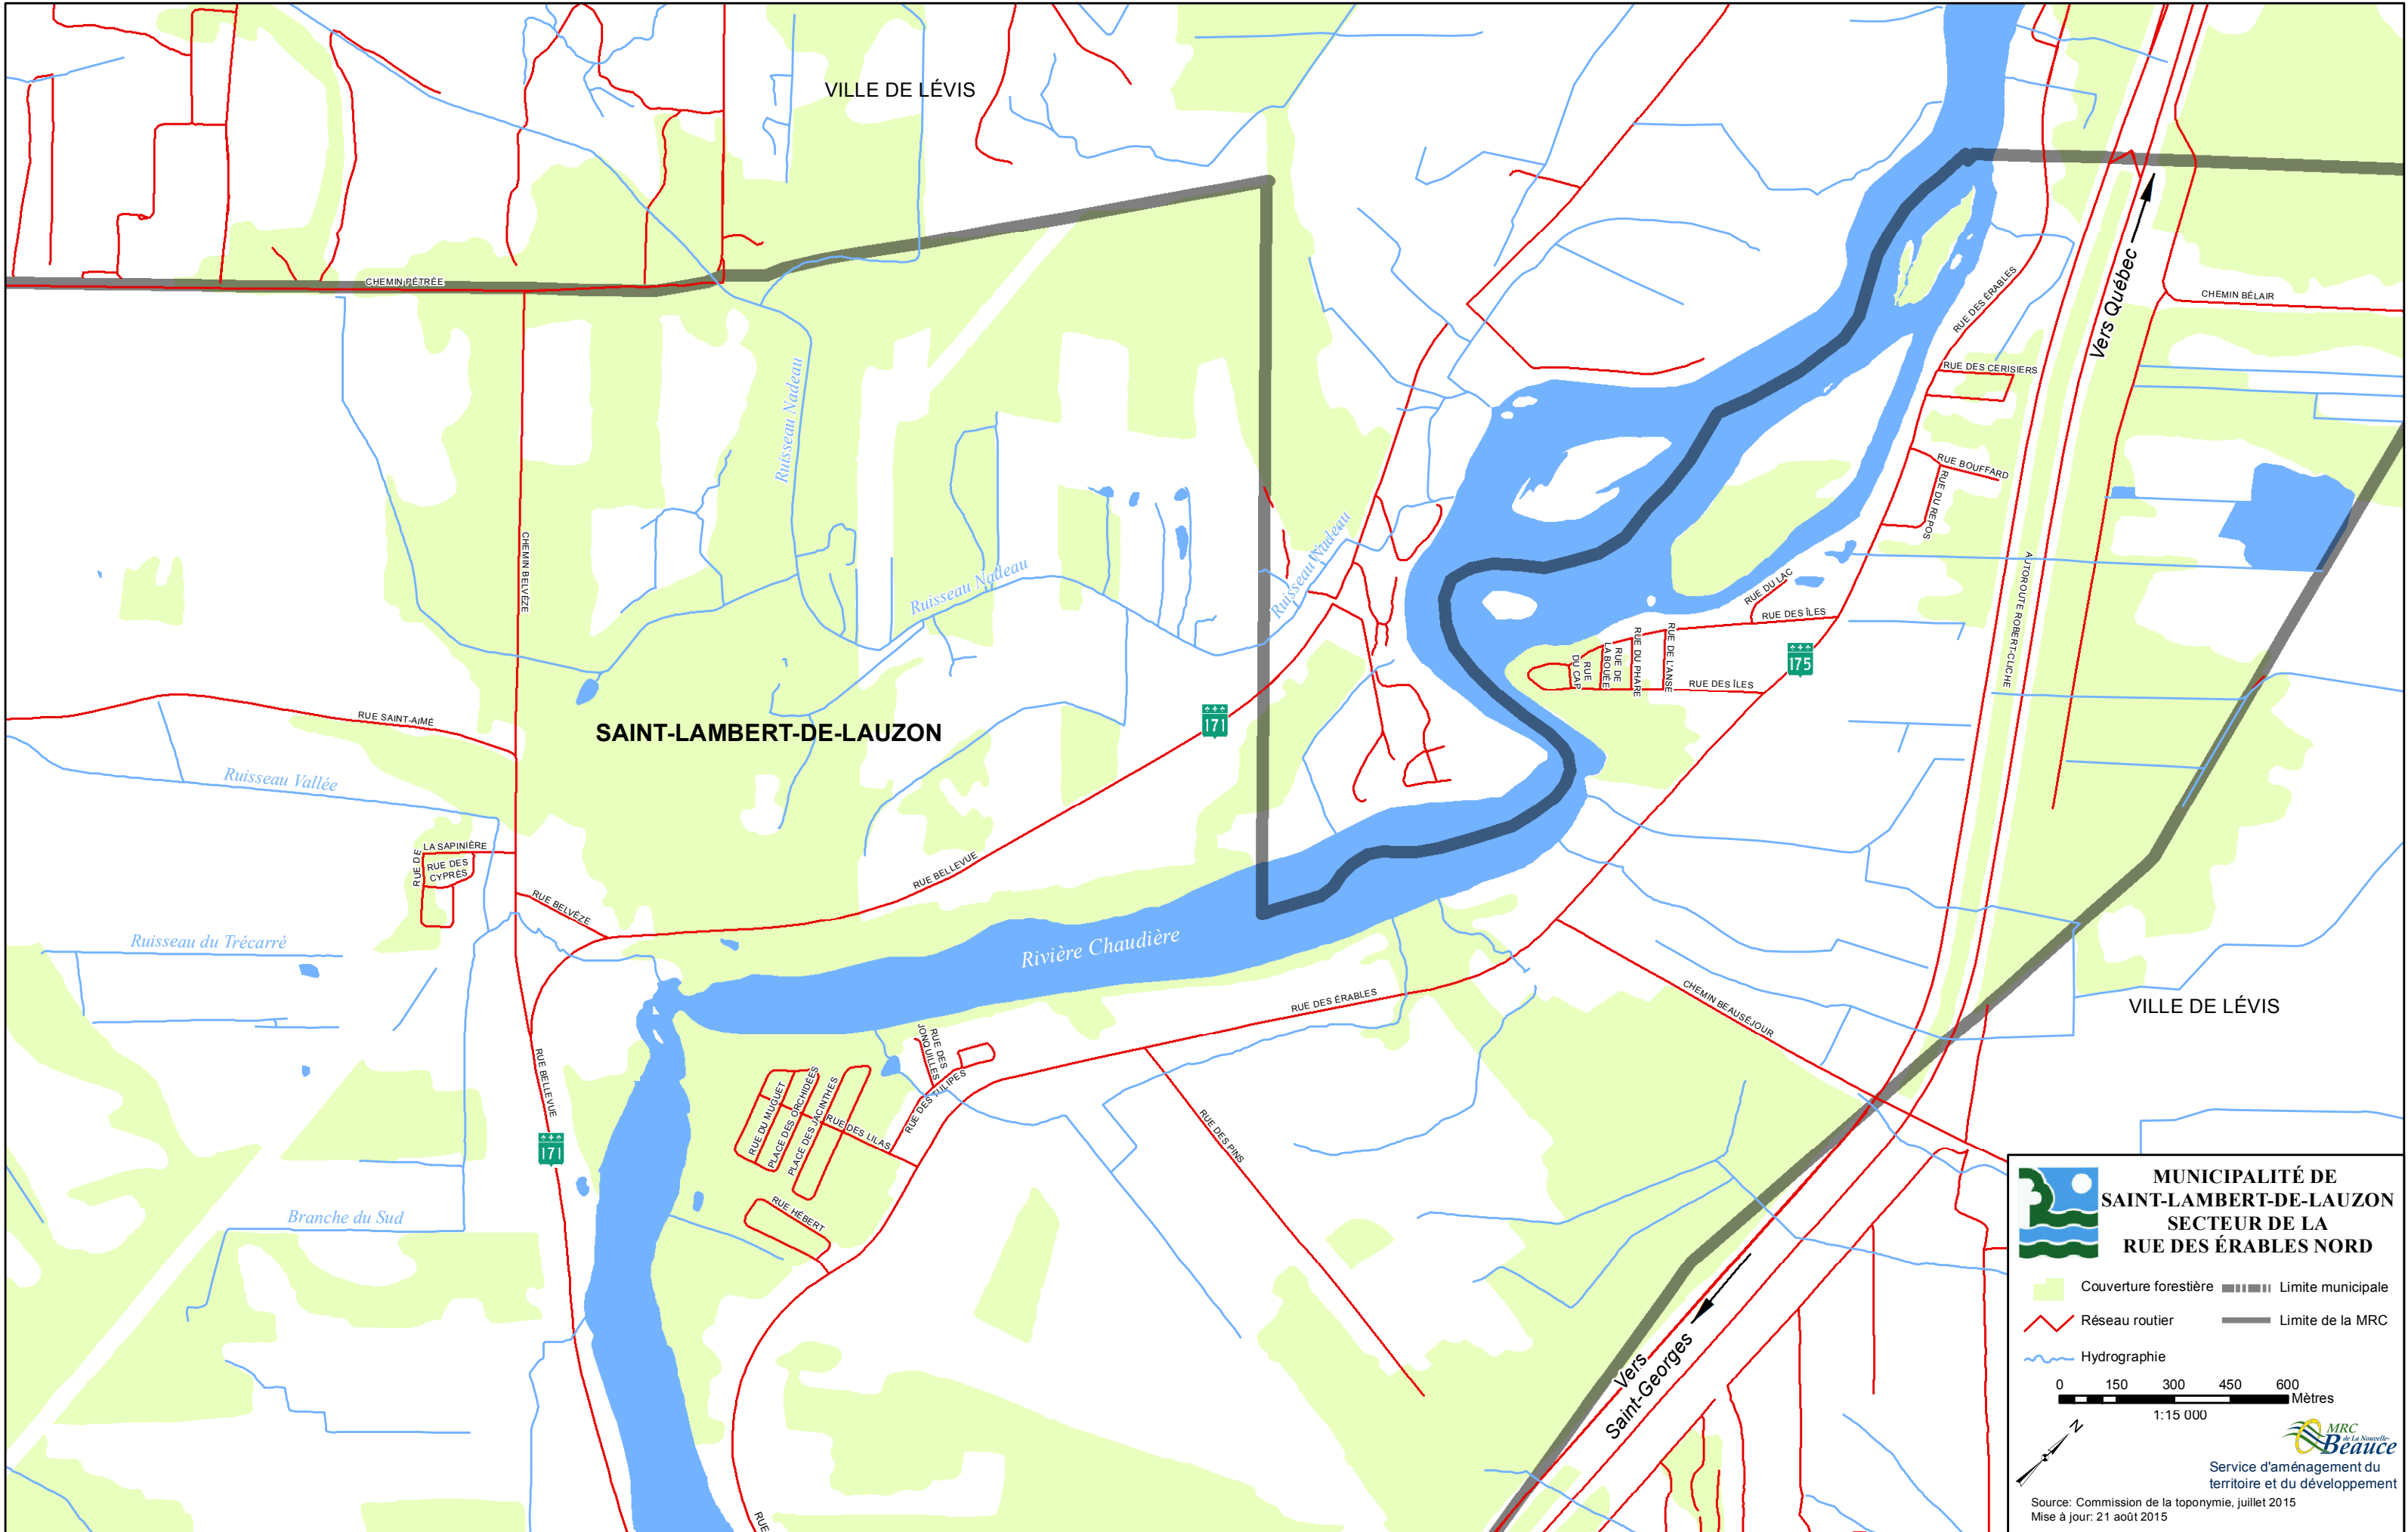 VILLE DE LÉVIS
CHEMIN PÉTRÉE
Vers Québec
CHEMIN BÉLAIR
RUE DES ÉRABLES
RUE DES CERISIERS
Ruisseau Nadeau
RUE BOUFFARD
RUE DU REPOS
CHEMIN BELVÈZE
Ruisseau Nadeau
Ruisseau Nadeau
AUTOROUTE ROBERT-CLICHE
RUE DU LAC
RUE DES ÎLES
175
RUE
DU CAP
RUE DE
LA BOUÉE
RUE DU PHARE
RUE DE L'ANSE
RUE DES ÎLES
RUE SAINT-AIMÉ
SAINT-LAMBERT-DE-LAUZON
171
Ruisseau Vallée
RUE DE
LA SAPINIÈRE
RUE DES
CYPRÈS
RUE BELLEVUE
RUE BELVÈZE
Ruisseau du Trécarré
Rivière Chaudière
RUE DES ÉRABLES
CHEMIN BEAUSÉJOUR
VILLE DE LÉVIS
RUE BELLEVUE
171
RUE DES
JONQUILLES
RUE DES TULIPES
RUE DU MUGUET
PLACE DES ORCHIDÉES
PLACE DES JACINTHES
RUE DES LILAS
RUE DES PINS
RUE HÉBERT
Branche du Sud
Vers
Saint-Georges
RUE
MUNICIPALITÉ DE
SAINT-LAMBERT-DE-LAUZON
SECTEUR DE LA
RUE DES ÉRABLES NORD
Couverture forestière
Limite municipale
Réseau routier
Limite de la MRC
Hydrographie
0 150 300 450 600
Mètres
1:15 000
N
MRC
de La Nouvelle-
Beauce
Service d'aménagement du
territoire et du développement
Source: Commission de la toponymie, juillet 2015
Mise à jour: 21 août 2015